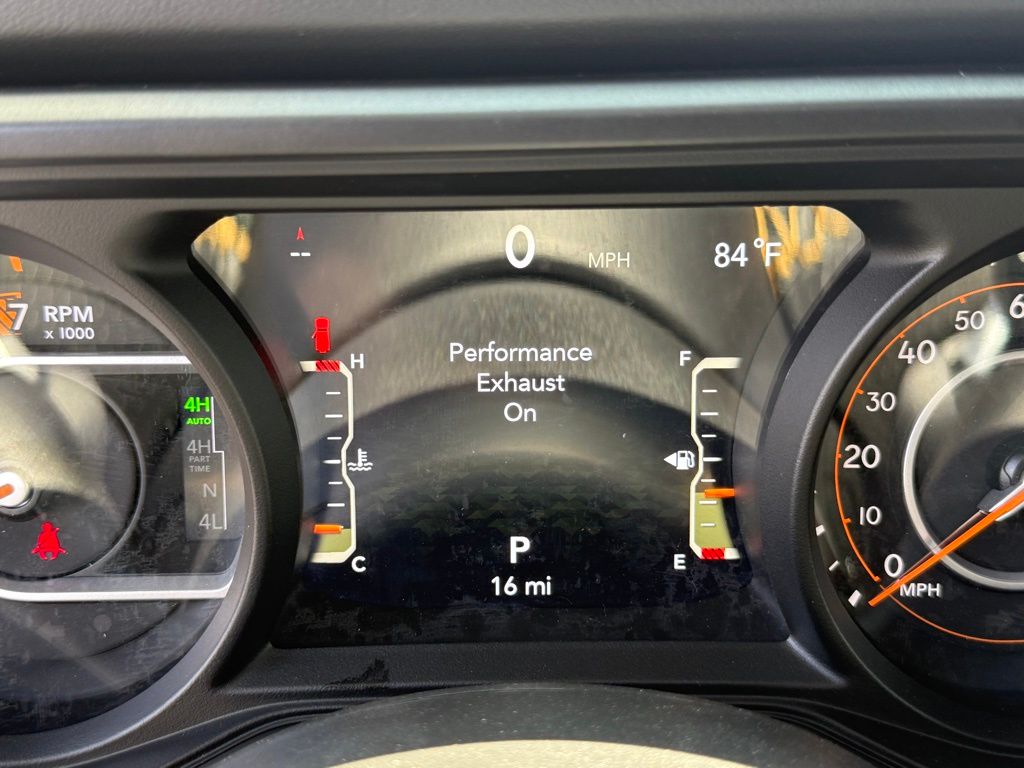 --
0 MPH
84°F
7 RPM
x 1000
4H
AUTO
4H
PART
TIME
N
4L
H
C
Performance
Exhaust
On
F
E
P
16 mi
6
50
40
30
20
10
0
MPH